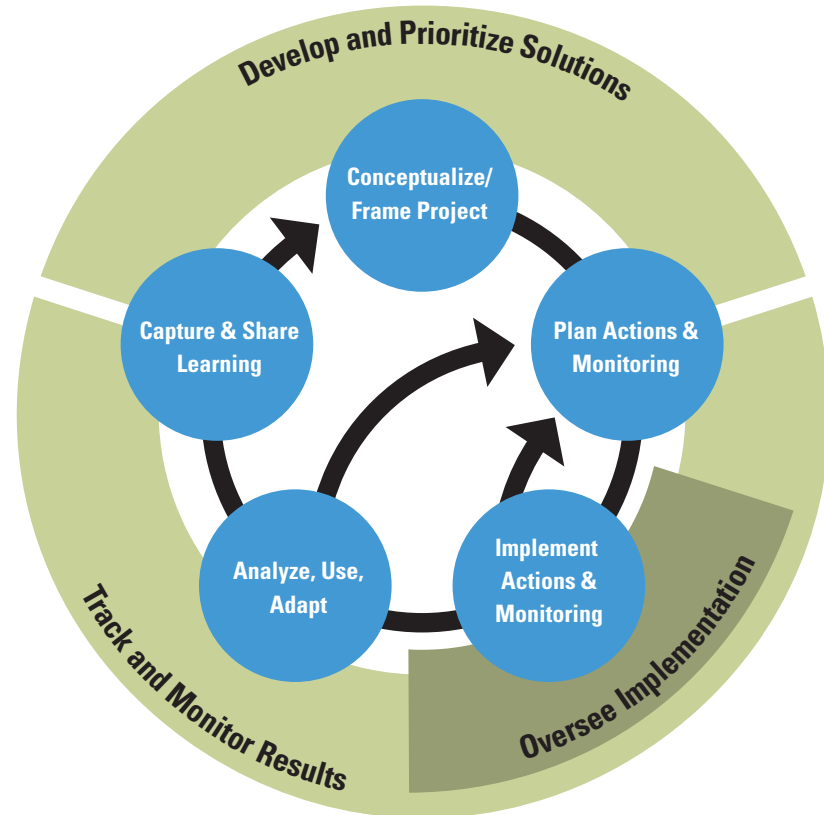 Develop and Prioritize Solutions
Conceptualize/
Frame Project
Capture & Share
Learning
Plan Actions &
Monitoring
Analyze, Use,
Adapt
Implement
Actions &
Monitoring
Track and Monitor Results
Oversee Implementation